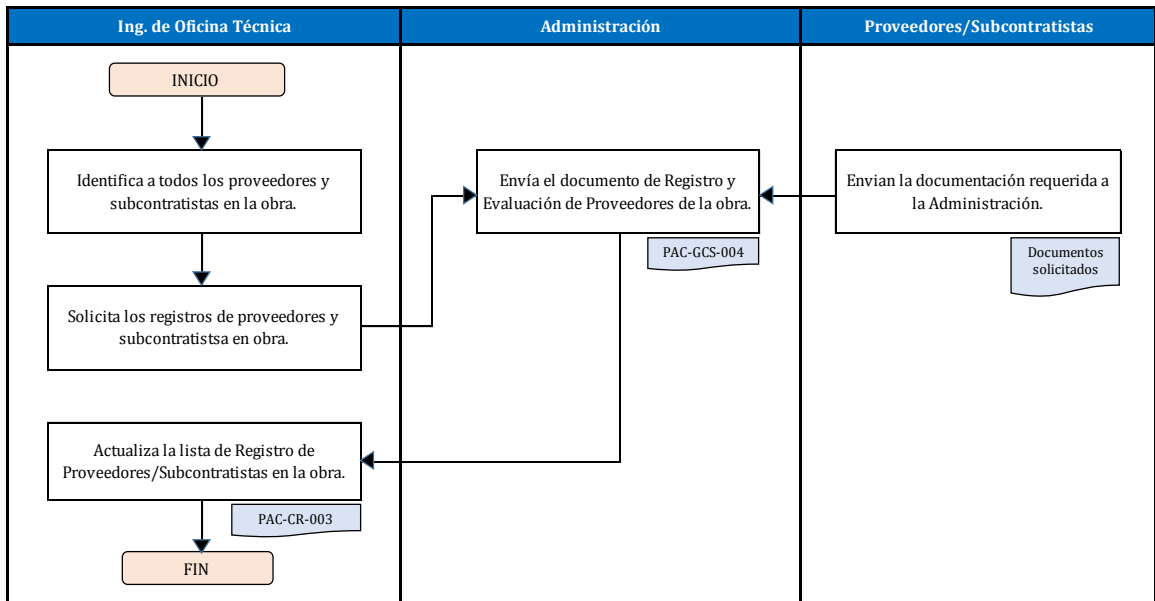 Ing. de Oficina Técnica
Administración
Proveedores/Subcontratistas
INICIO
Identifica a todos los proveedores y
subcontratistas en la obra.
Envía el documento de Registro y
Evaluación de Proveedores de la obra.
Envian la documentación requerida a
la Administración.
PAC-GCS-004
Documentos
solicitados
Solicita los registros de proveedores y
subcontratistsa en obra.
Actualiza la lista de Registro de
Proveedores/Subcontratistas en la obra.
PAC-CR-003
FIN